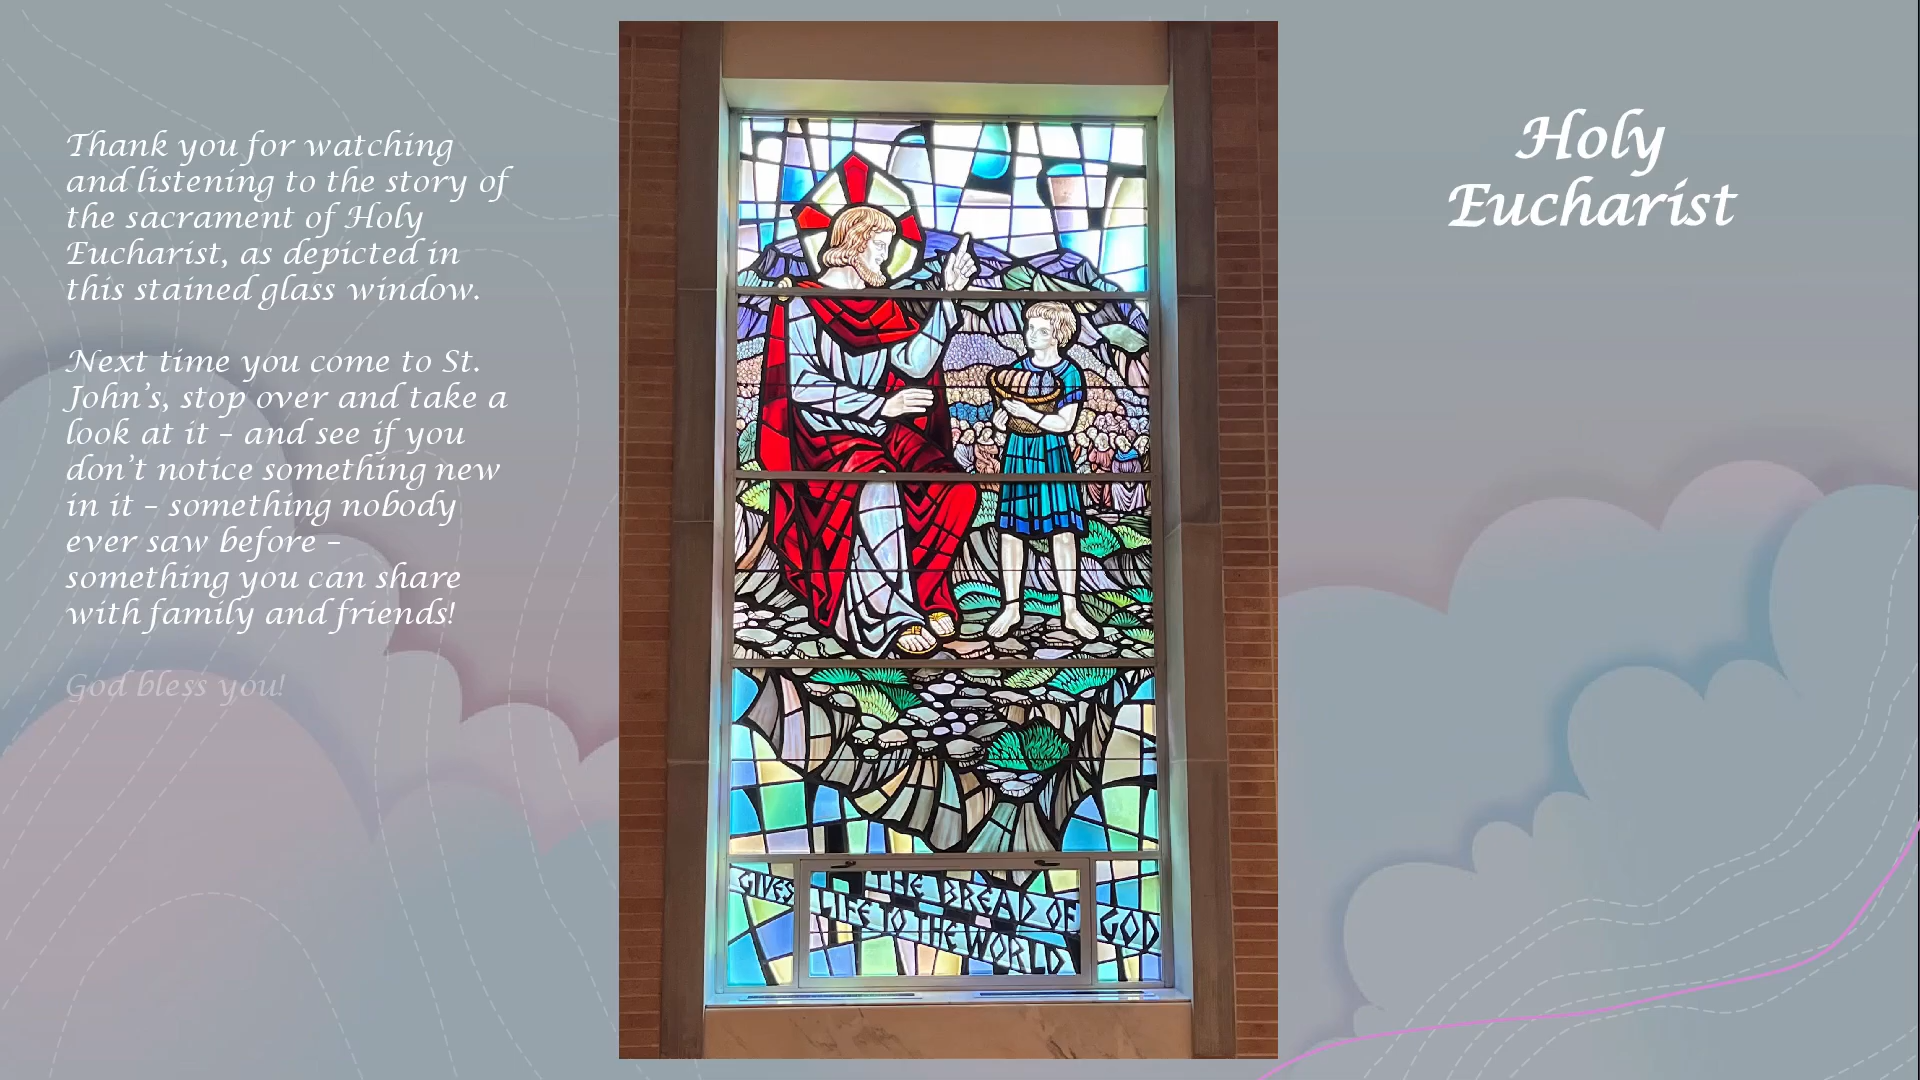 Thank you for watching
and listening to the story of
the sacrament of Holy
Eucharist, as depicted in
this stained glass window.
Next time you come to St.
John's, stop over and take a
look at it – and see if you
don't notice something new
in it – something nobody
ever saw before –
something you can share
with family and friends!
God bless you!
Holy
Eucharist
THE BREAD OF GOD
GIVES LIFE TO THE WORLD